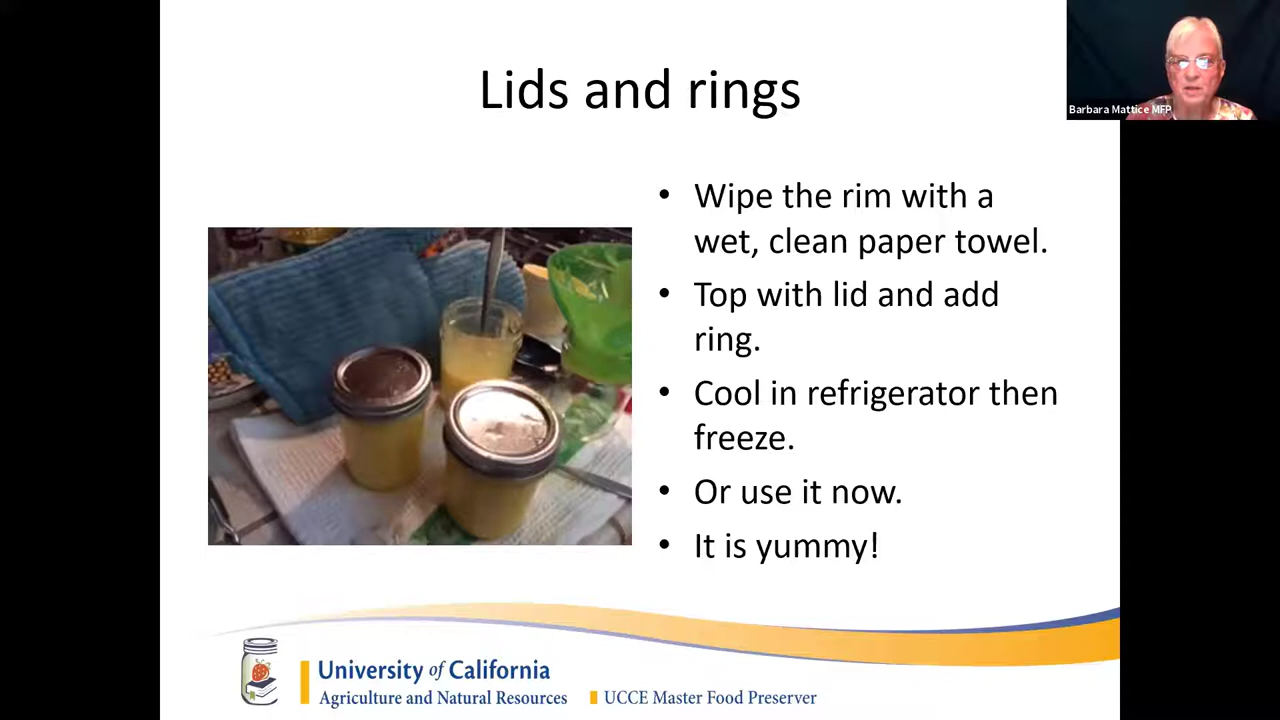 Lids and rings
Barbara Mattice MFP
• Wipe the rim with a
wet, clean paper towel.
• Top with lid and add
ring.
• Cool in refrigerator then
freeze.
• Or use it now.
• It is yummy!
University of California
Agriculture and Natural Resources
UCCE Master Food Preserver